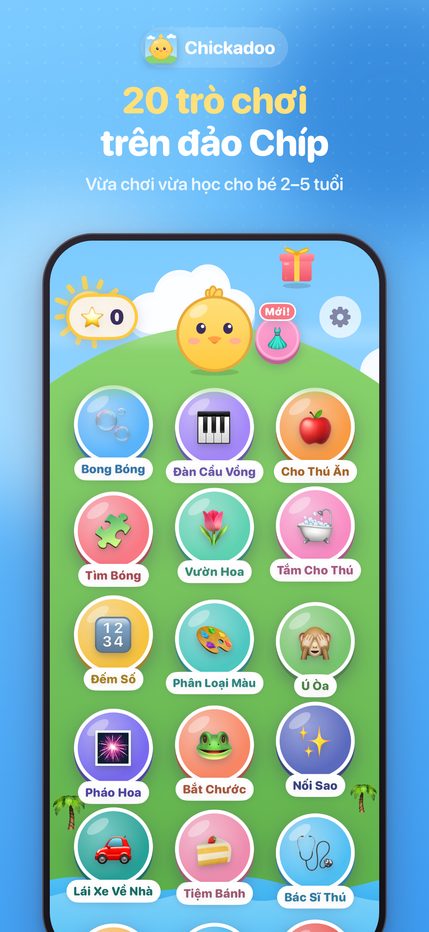 Chickadoo
20 trò chơi
trên đảo Chíp
Vừa chơi vừa học cho bé 2–5 tuổi
0
Mới!
Bong Bóng
Đàn Cầu Vồng
Cho Thú Ăn
Tìm Bóng
Vườn Hoa
Tắm Cho Thú
1 2
3 4
Đếm Số
Phân Loại Màu
Ú Òa
Pháo Hoa
Bắt Chước
Nối Sao
Lái Xe Về Nhà
Tiệm Bánh
Bác Sĩ Thú